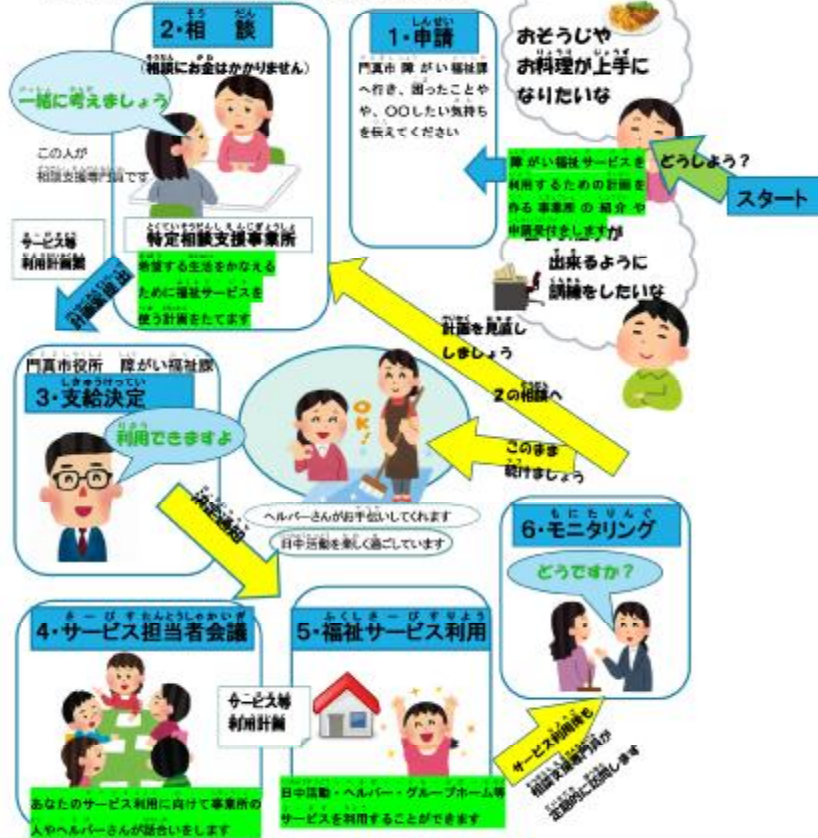 おそうじや
お料理が上手に
なりたいな
どうしよう？
スタート
出来るように
訓練をしたいな
障がい福祉サービスを
利用するための計画を
作る事業所の紹介や
申請受付をします
1・申請
門真市障がい福祉課
へ行き、困ったことや
や、〇〇したい気持ち
を伝えてください
2・相談
(相談にお金はかかりません)
一緒に考えましょう
この人が
相談支援専門員です
特定相談支援事業所
希望する生活をかなえる
ために福祉サービスを
使う計画をたてます
サービス等
利用計画案
門真市役所 障がい福祉課
3・支給決定
利用できますよ
決定通知
4・サービス担当者会議
あなたのサービス利用に向けて事業所の
人やヘルパーさんが話合いをします
サービス等
利用計画
5・福祉サービス利用
日中活動・ヘルパー・グループホーム等
サービスを利用することができます
サービス利用後も
相談支援専門員が
定期的に訪問します
6・モニタリング
どうですか？
このまま
続けましょう
OK!
ヘルパーさんがお手伝いしてくれます
日中活動を楽しく過ごしています
計画を見直し
しましょう
2の相談へ